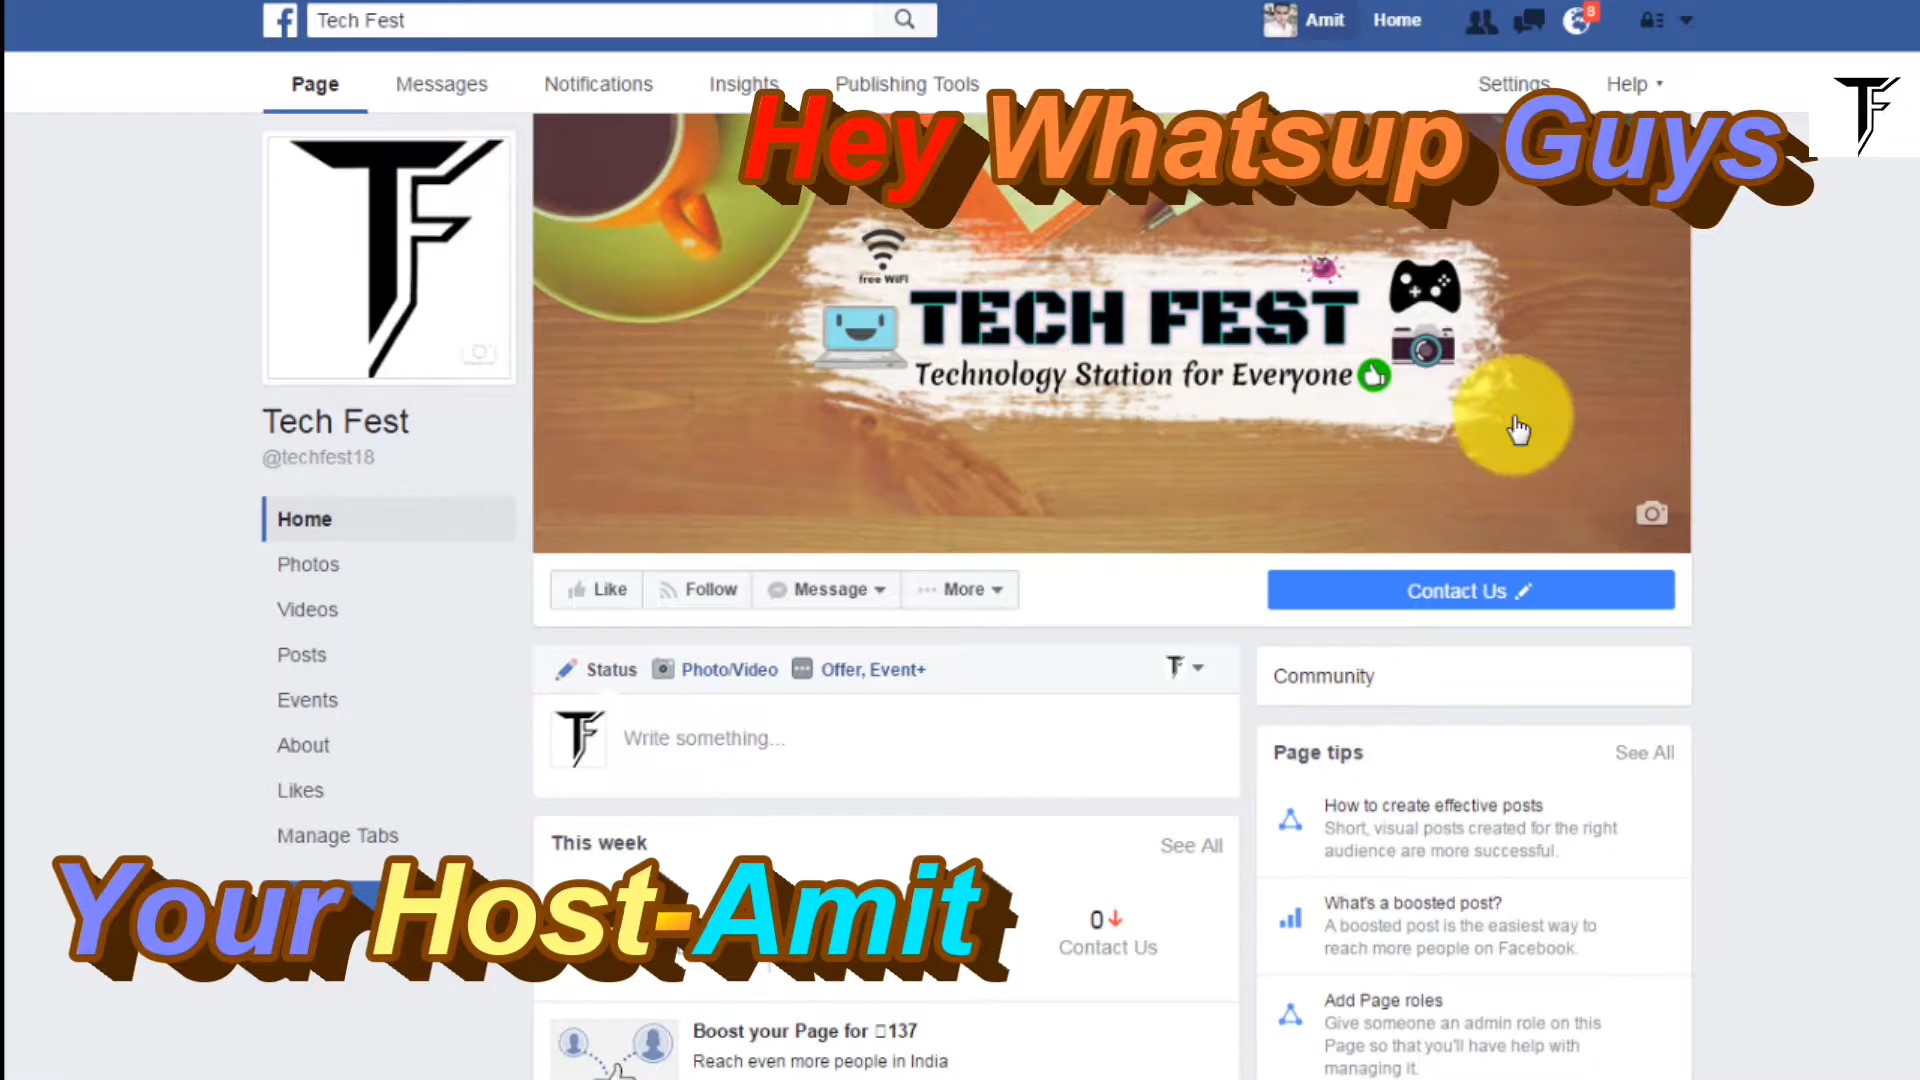 Tech Fest
Amit
Home
8
Page
Messages
Notifications
Insights
Publishing Tools
Settings
Help
Hey Whatsup Guys
TF
TF
free WiFi
TECH FEST
Technology Station for Everyone
Tech Fest
@techfest18
Home
Photos
Videos
Posts
Events
About
Likes
Manage Tabs
Like
Follow
Message
More
Contact Us
Status
Photo/Video
Offer, Event+
TF
TF
Write something...
Community
Page tips
See All
How to create effective posts
Short, visual posts created for the right
audience are more successful.
What's a boosted post?
A boosted post is the easiest way to
reach more people on Facebook.
Add Page roles
Give someone an admin role on this
Page so that you'll have help with
managing it.
This week
See All
Your Host-Amit
0
Contact Us
Boost your Page for 137
Reach even more people in India